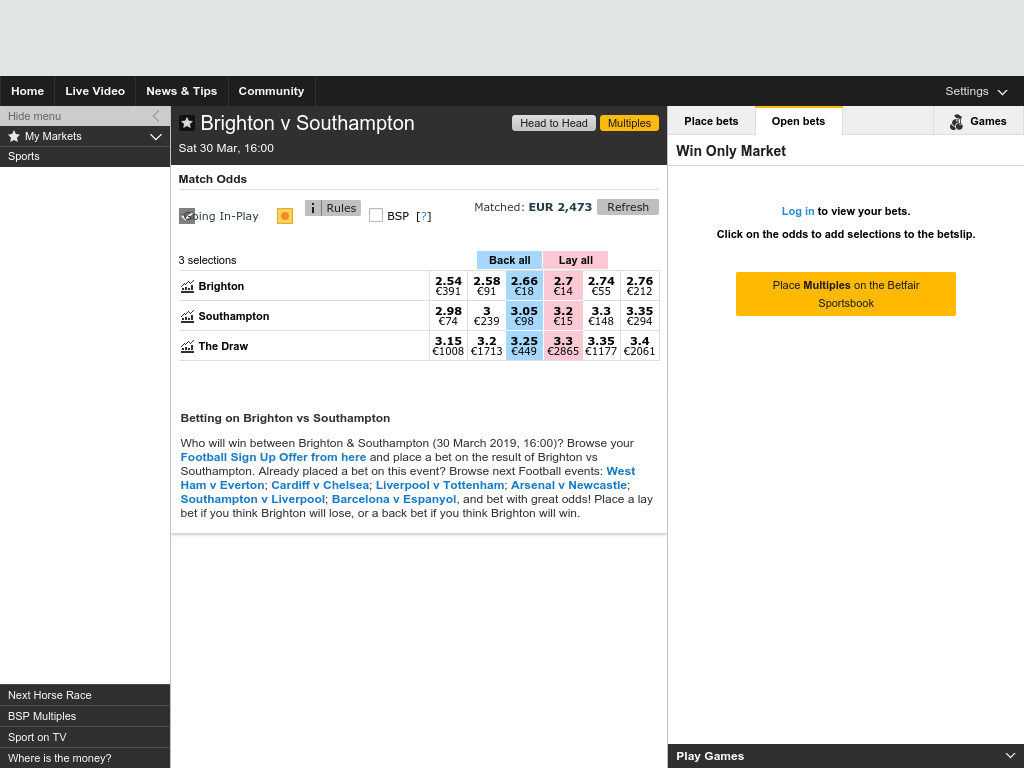 Home Live Video News & Tips Community Settings
Hide menu
My Markets
Sports
Brighton v Southampton
Head to Head Multiples
Sat 30 Mar, 16:00
Match Odds
Going In-Play i Rules BSP [?] Matched: EUR 2,473 Refresh
3 selections Back all Lay all
Brighton 2.54 2.58 2.66 2.7 2.74 2.76
€391 €91 €18 €14 €55 €212
Southampton 2.98 3 3.05 3.2 3.3 3.35
€74 €239 €98 €15 €148 €294
The Draw 3.15 3.2 3.25 3.3 3.35 3.4
€1008 €1713 €449 €2865 €1177 €2061
Betting on Brighton vs Southampton
Who will win between Brighton & Southampton (30 March 2019, 16:00)? Browse your
Football Sign Up Offer from here and place a bet on the result of Brighton vs
Southampton. Already placed a bet on this event? Browse next Football events: West
Ham v Everton; Cardiff v Chelsea; Liverpool v Tottenham; Arsenal v Newcastle;
Southampton v Liverpool; Barcelona v Espanyol, and bet with great odds! Place a lay
bet if you think Brighton will lose, or a back bet if you think Brighton will win.
Place bets Open bets Games
Win Only Market
Log in to view your bets.
Click on the odds to add selections to the betslip.
Place Multiples on the Betfair
Sportsbook
Next Horse Race
BSP Multiples
Sport on TV
Where is the money?
Play Games